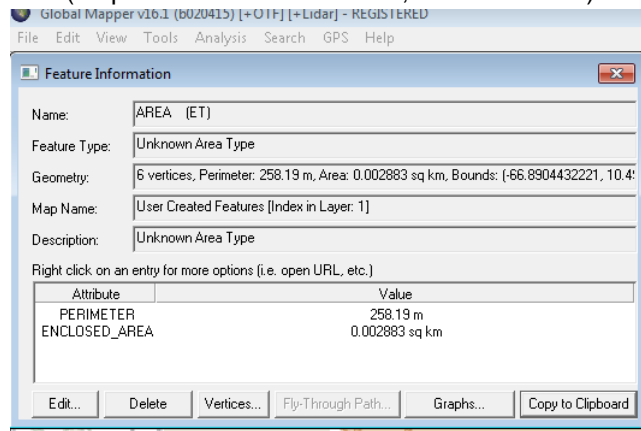 Global Mapper v16.1 (b020415) [+OTF] [+Lidar] - REGISTERED
File Edit View Tools Analysis Search GPS Help
Feature Information
Name: AREA (ET)
Feature Type: Unknown Area Type
Geometry: 6 vertices, Perimeter: 258.19 m, Area: 0.002883 sq km, Bounds: (-66.8904432221, 10.4
Map Name: User Created Features [Index in Layer: 1]
Description: Unknown Area Type
Right click on an entry for more options (i.e. open URL, etc.)
Attribute Value
PERIMETER 258.19 m
ENCLOSED_AREA 0.002883 sq km
Edit... Delete Vertices... Fly-Through Path... Graphs... Copy to Clipboard